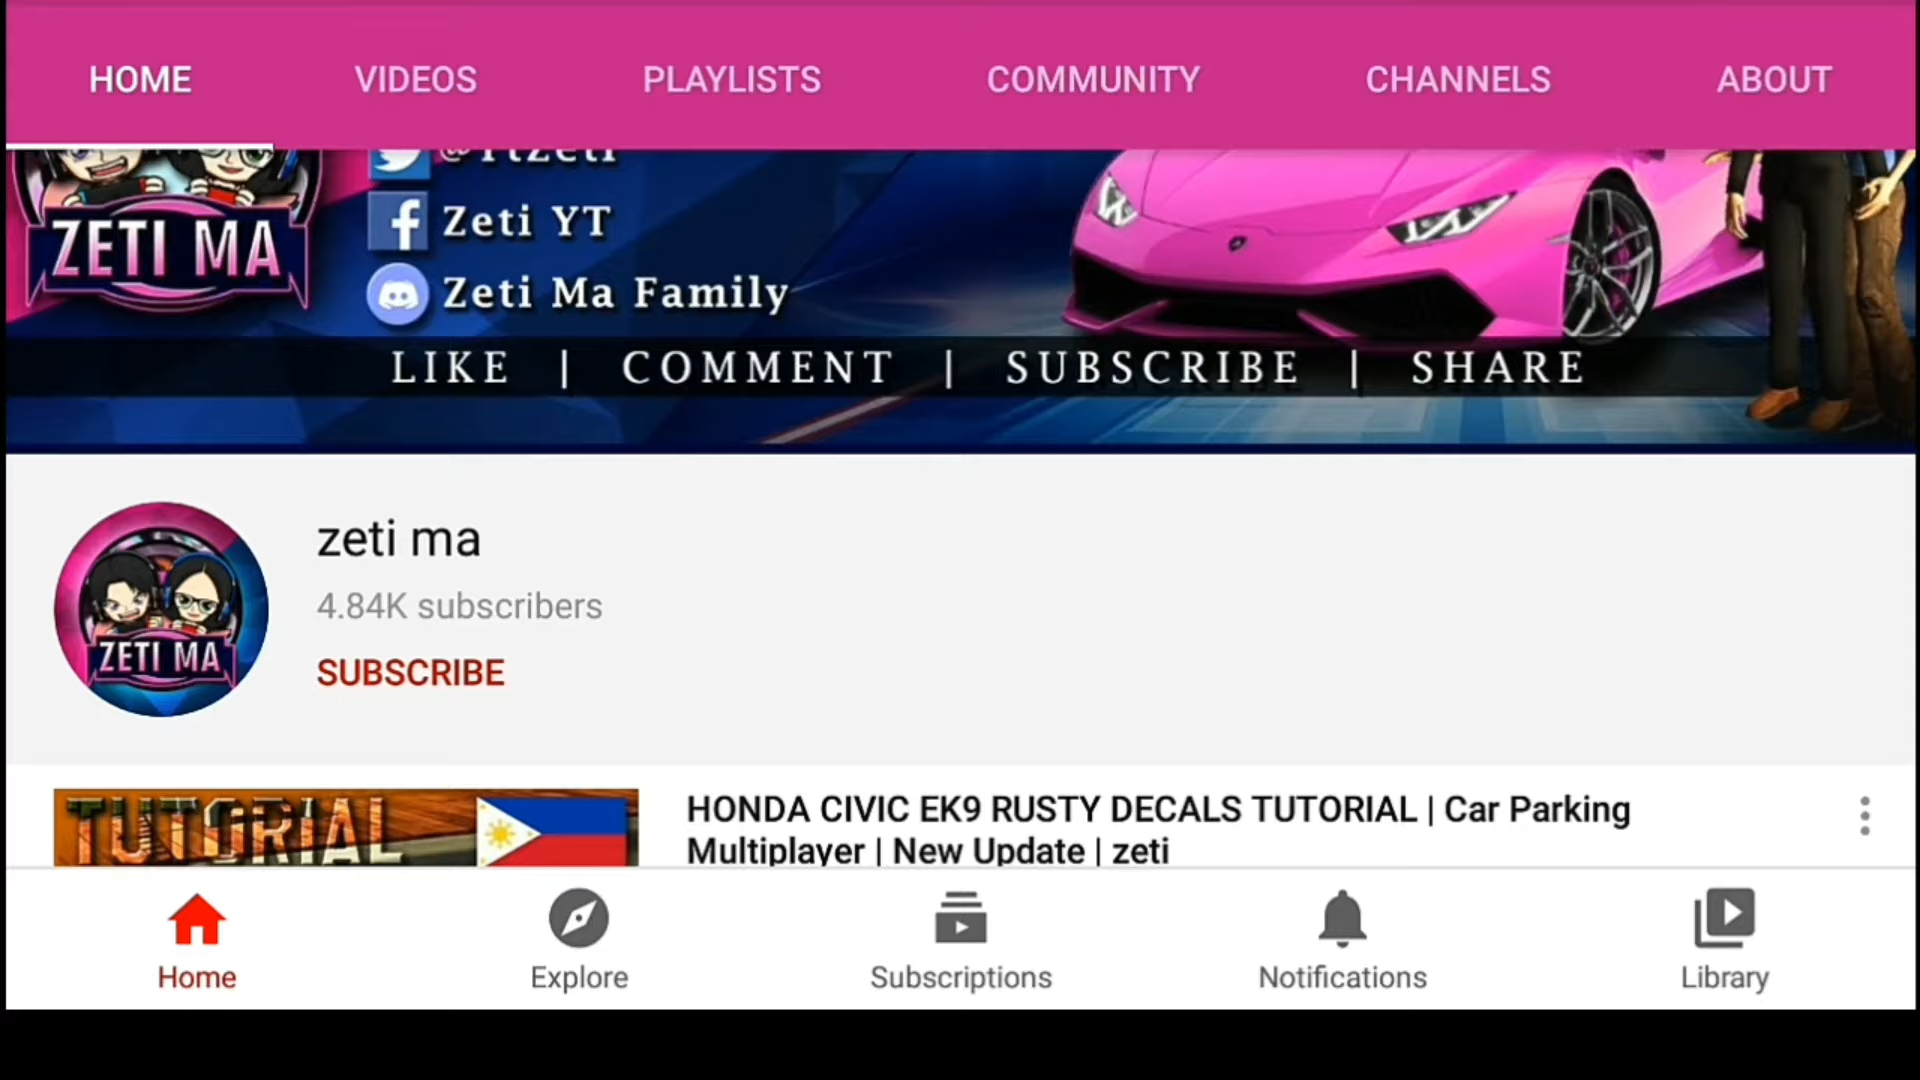 HOME VIDEOS PLAYLISTS COMMUNITY CHANNELS ABOUT
@Ytzeti
ZETI MA
Zeti YT
Zeti Ma Family
LIKE | COMMENT | SUBSCRIBE | SHARE
zeti ma
4.84K subscribers
SUBSCRIBE
ZETI MA
TUTORIAL
HONDA CIVIC EK9 RUSTY DECALS TUTORIAL | Car Parking
Multiplayer | New Update | zeti
Home Explore Subscriptions Notifications Library